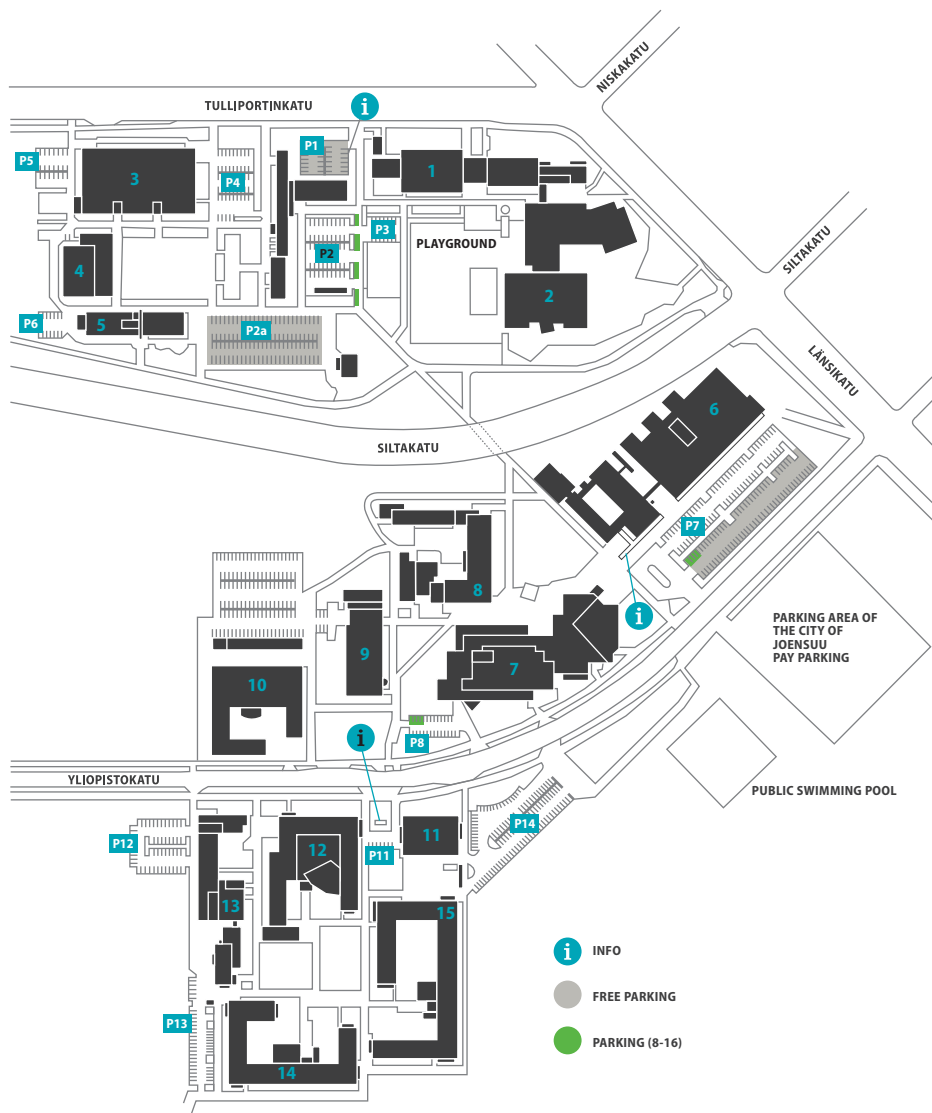 NISKAKATU
TULLIPORTINKATU
i
P1
P5
3
P4
1
P3
PLAYGROUND
P2
SILTAKATU
4
2
P6
5
P2a
LÄNSIKATU
6
SILTAKATU
P7
8
i
PARKING AREA OF
THE CITY OF
JOENSUU
PAY PARKING
9
7
10
i
P8
YLIOPISTOKATU
PUBLIC SWIMMING POOL
P12
12
P11
11
P14
13
15
i INFO
FREE PARKING
P13
PARKING (8-16)
14